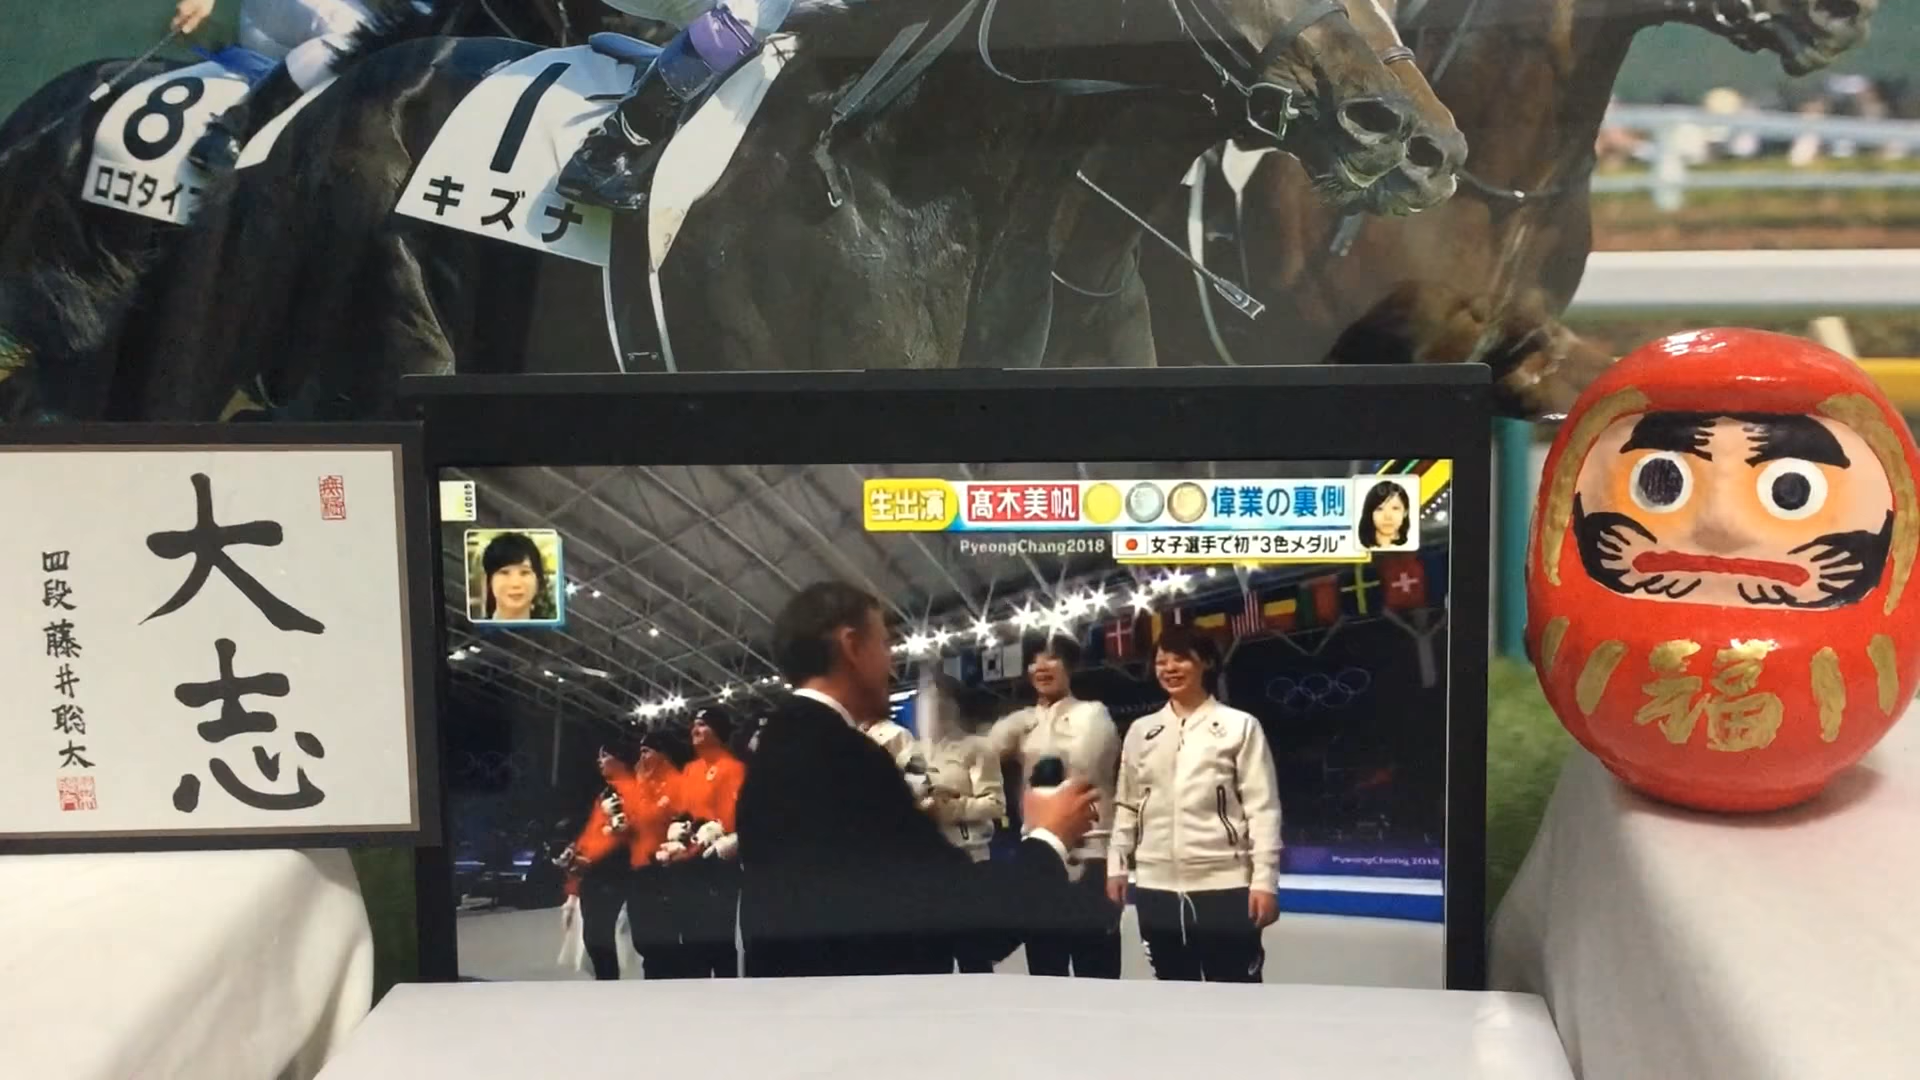 8
ロゴタイ
1
キズナ
大志
四段 藤井聡太
生出演
髙木美帆
偉業の裏側
PyeongChang2018
女子選手で初"3色メダル"
PyeongChang 2018
福